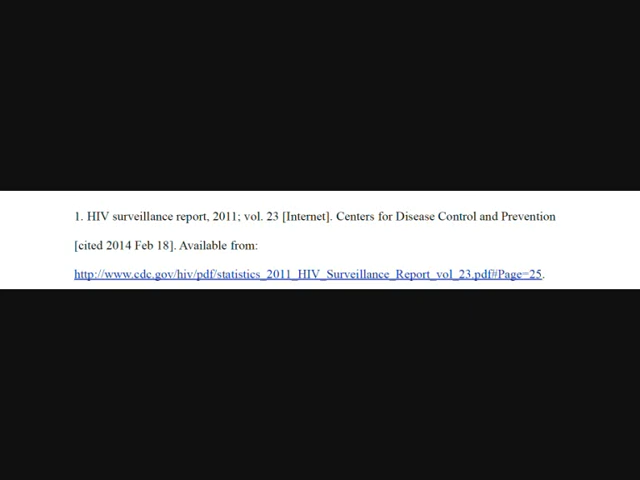 1. HIV surveillance report, 2011; vol. 23 [Internet]. Centers for Disease Control and Prevention
[cited 2014 Feb 18]. Available from:
http://www.cdc.gov/hiv/pdf/statistics_2011_HIV_Surveillance_Report_vol_23.pdf#Page=25.